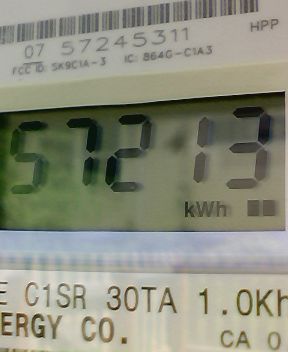 HPP
07 57245311
FCC ID: SK9C1A-3 IC: 864G-C1A3
57213
kWh
E C1SR 30TA 1.0Kh
ERGY CO.
CA 0